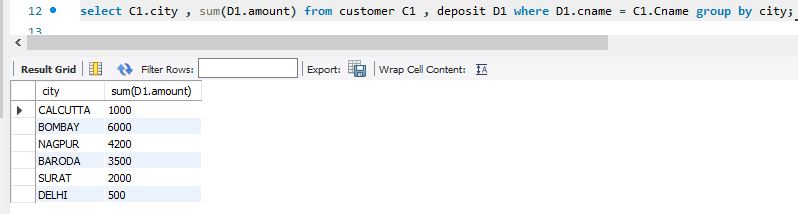 12 select C1.city , sum(D1.amount) from customer C1 , deposit D1 where D1.cname = C1.Cname group by city;
13
Result Grid Filter Rows: Export: Wrap Cell Content: IA
city sum(D1.amount)
CALCUTTA 1000
BOMBAY 6000
NAGPUR 4200
BARODA 3500
SURAT 2000
DELHI 500